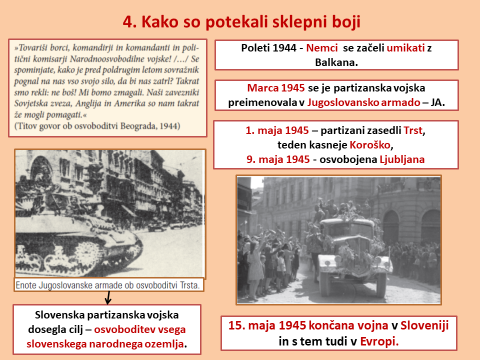 4. Kako so potekali sklepni boji
»Tovariši borci, komandirji in komandanti in poli-
tični komisarji Narodnoosvobodilne vojske! /.../ Se
spominjate, kako je pred poldrugim letom sovražnik
pognal na nas vso svojo silo, da bi nas zatrl? Takrat
smo rekli: ne boš! Mi bomo zmagali. Naši zavezniki
Sovjetska zveza, Anglija in Amerika so nam takrat
že mogli pomagati.«
(Titov govor ob osvoboditvi Beograda, 1944)
Poleti 1944 - Nemci se začeli umikati z
Balkana.
Marca 1945 se je partizanska vojska
preimenovala v Jugoslovansko armado – JA.
1. maja 1945 – partizani zasedli Trst,
teden kasneje Koroško,
9. maja 1945 - osvobojena Ljubljana
Enote Jugoslovanske armade ob osvoboditvi Trsta.
Slovenska partizanska vojska
dosegla cilj – osvoboditev vsega
slovenskega narodnega ozemlja.
15. maja 1945 končana vojna v Sloveniji
in s tem tudi v Evropi.